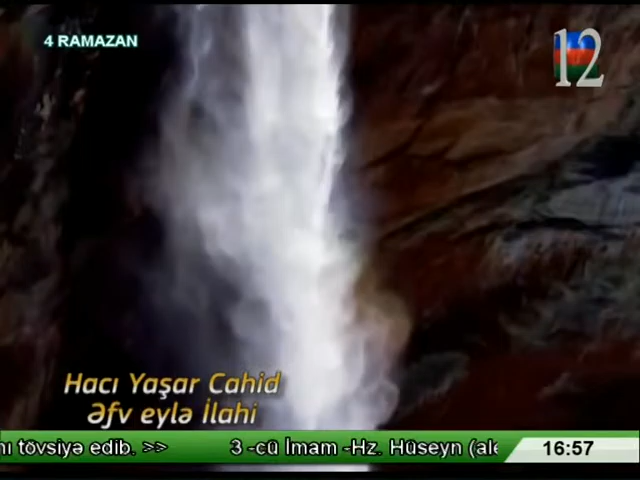 4 RAMAZAN
12
Hacı Yaşar Cahid
Əfv eylə İlahi
tövsiyə edib. >> 3 -cü İmam -Hz. Hüseyn
16:57